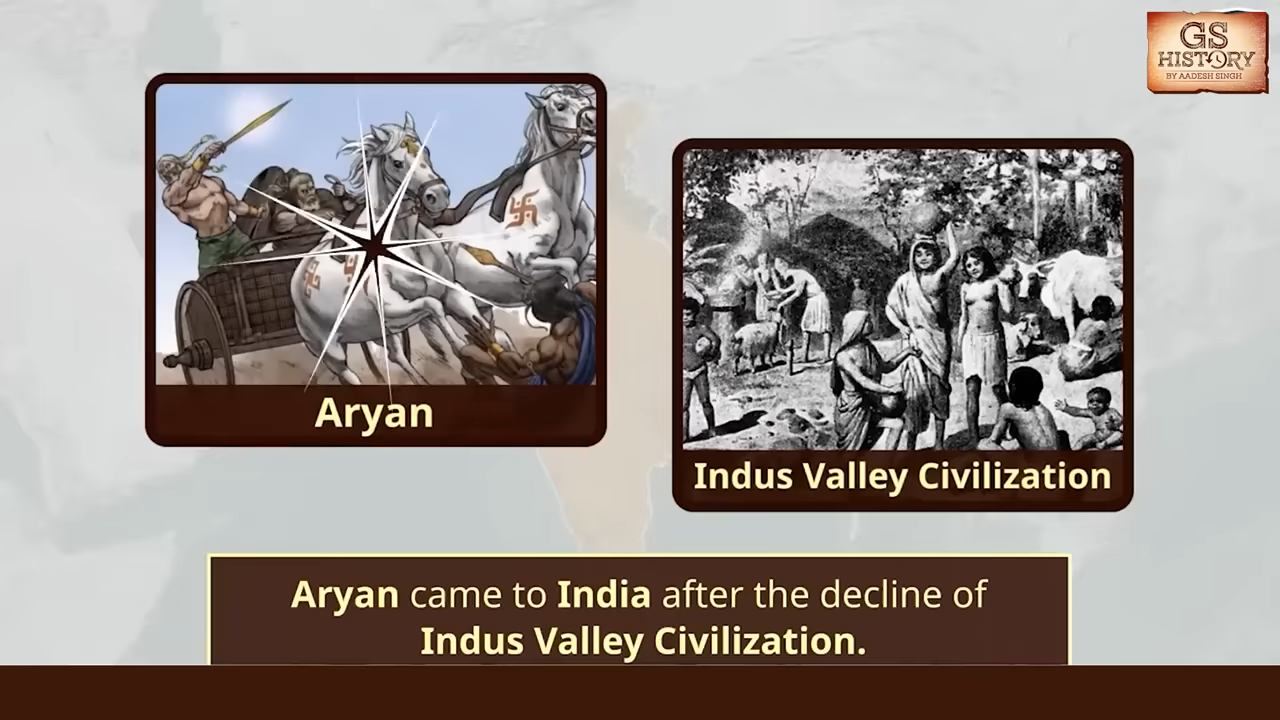 GS
HISTORY
BY AADESH SINGH
Aryan
Indus Valley Civilization
Aryan came to India after the decline of
Indus Valley Civilization.